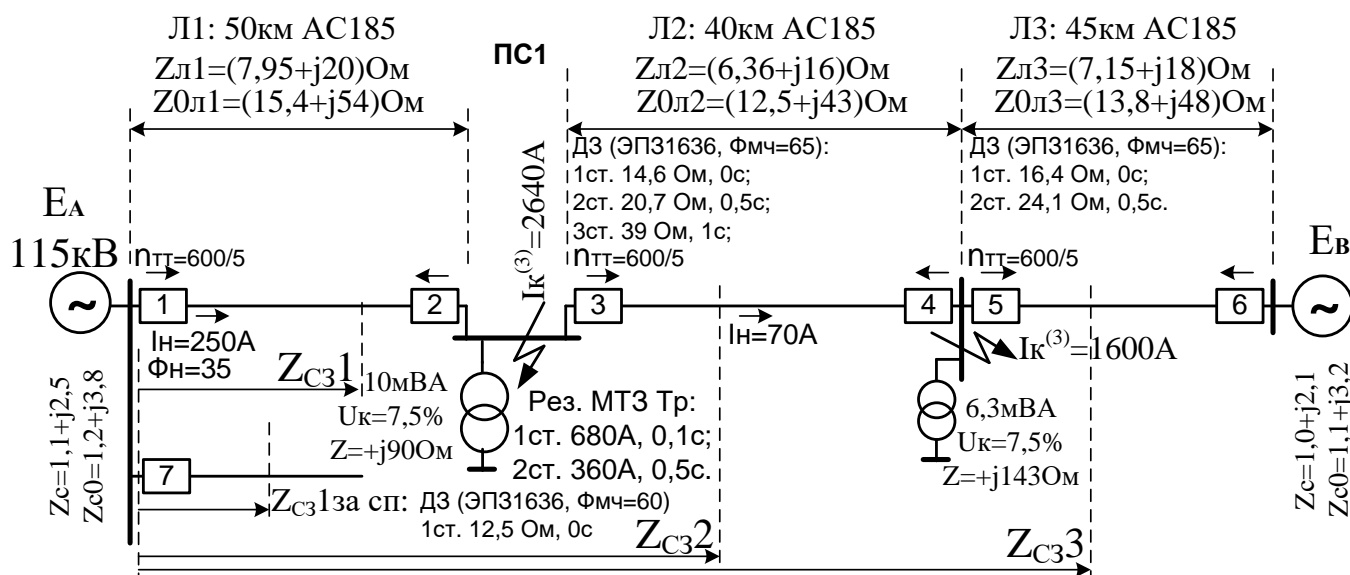 Л1: 50км АС185
Zл1=(7,95+j20)Ом
Z0л1=(15,4+j54)Ом
ПС1
Л2: 40км АС185
Zл2=(6,36+j16)Ом
Z0л2=(12,5+j43)Ом
Л3: 45км АС185
Zл3=(7,15+j18)Ом
Z0л3=(13,8+j48)Ом
ДЗ (ЭПЗ1636, Фмч=65):
1ст. 14,6 Ом, 0с;
2ст. 20,7 Ом, 0,5с;
3ст. 39 Ом, 1с;
ДЗ (ЭПЗ1636, Фмч=65):
1ст. 16,4 Ом, 0с;
2ст. 24,1 Ом, 0,5с.
EА
115кВ
~
nтт=600/5
Iк(3)=2640А
nтт=600/5
nтт=600/5
EВ
~
1
2
3
4
5
6
Iн=250А
Фн=35
Iн=70А
Iк(3)=1600А
ZСЗ1
10мВА
Uк=7,5%
Z=+j90Ом
Рез. МТЗ Тр:
1ст. 680А, 0,1с;
2ст. 360А, 0,5с.
6,3мВА
Uк=7,5%
Z=+j143Ом
Zс=1,1+j2,5
Zс0=1,2+j3,8
Zс=1,0+j2,1
Zс0=1,1+j3,2
7
ZСЗ1за сп:
ДЗ (ЭПЗ1636, Фмч=60)
1ст. 12,5 Ом, 0с
ZСЗ2
ZСЗ3